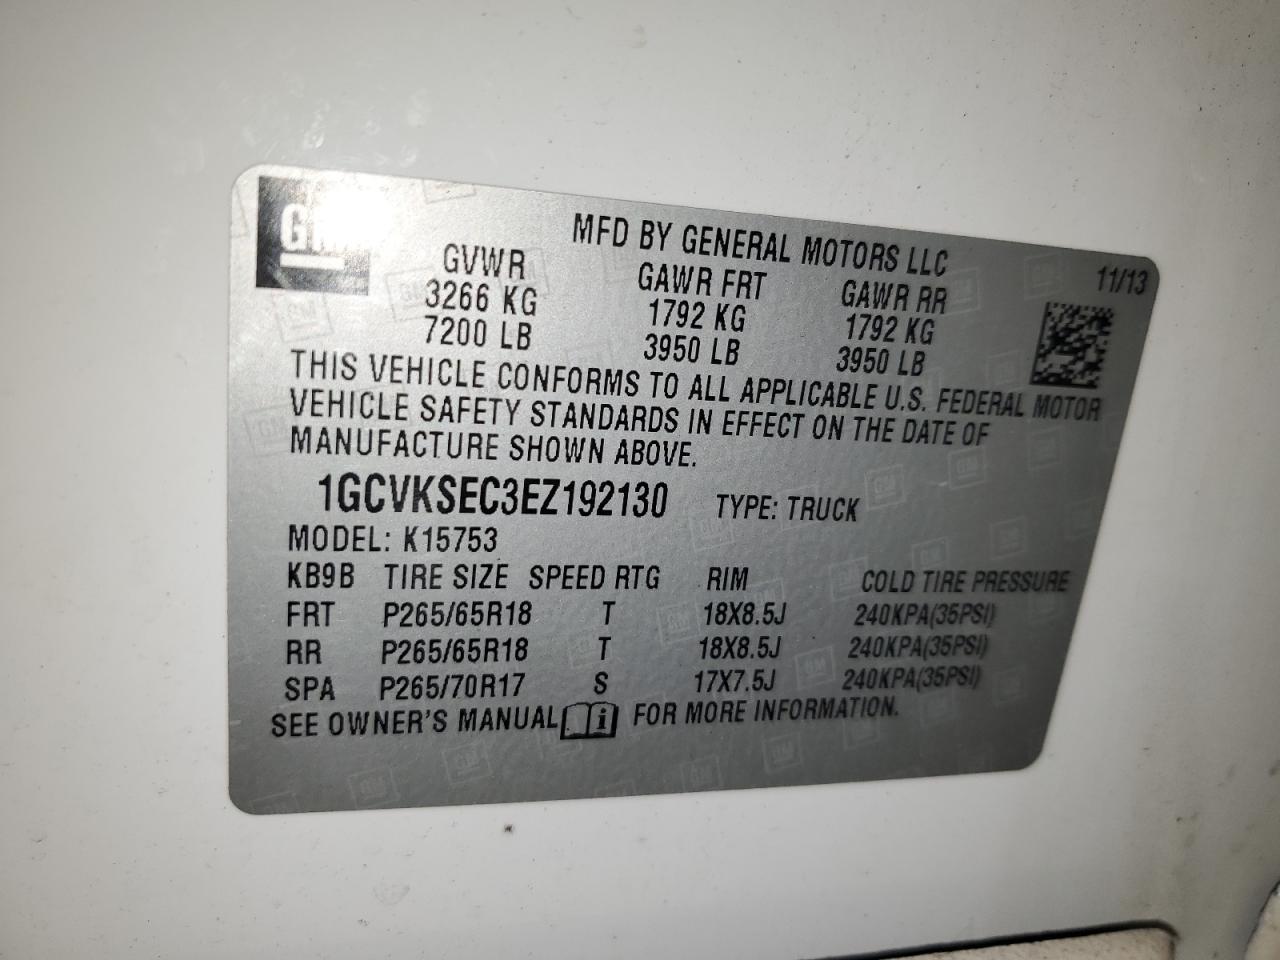 GM
MFD BY GENERAL MOTORS LLC
11/13
GVWR GAWR FRT GAWR RR
3266 KG 1792 KG 1792 KG
7200 LB 3950 LB 3950 LB
THIS VEHICLE CONFORMS TO ALL APPLICABLE U.S. FEDERAL MOTOR
VEHICLE SAFETY STANDARDS IN EFFECT ON THE DATE OF
MANUFACTURE SHOWN ABOVE.
1GCVKSEC3EZ192130 TYPE: TRUCK
MODEL: K15753
KB9B TIRE SIZE SPEED RTG RIM COLD TIRE PRESSURE
FRT P265/65R18 T 18X8.5J 240KPA(35PSI)
RR P265/65R18 T 18X8.5J 240KPA(35PSI)
SPA P265/70R17 S 17X7.5J 240KPA(35PSI)
SEE OWNER'S MANUAL i FOR MORE INFORMATION.